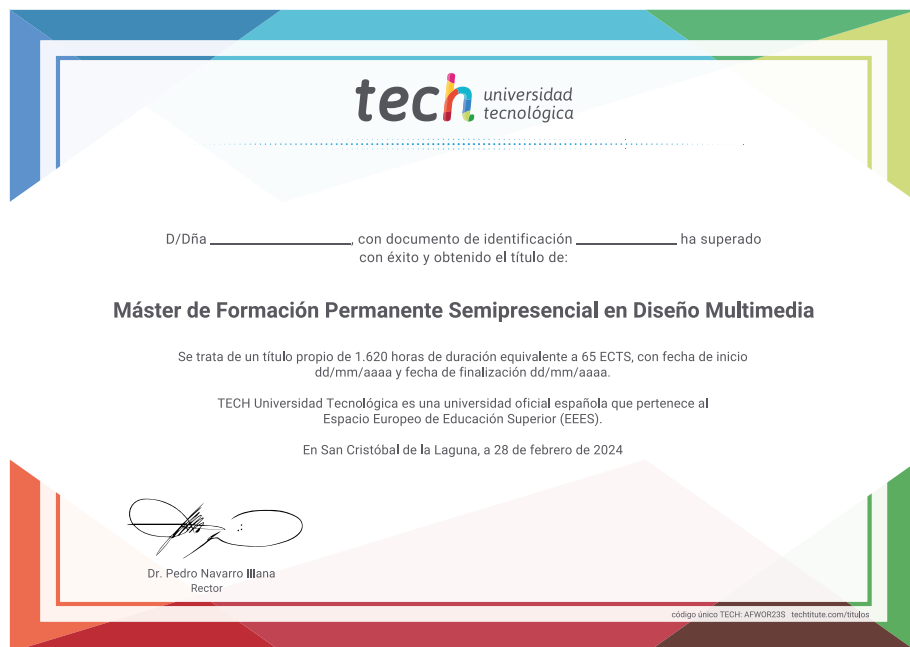 tech universidad
tecnológica
D/Dña ________________, con documento de identificación ____________ ha superado
con éxito y obtenido el título de:
Máster de Formación Permanente Semipresencial en Diseño Multimedia
Se trata de un título propio de 1.620 horas de duración equivalente a 65 ECTS, con fecha de inicio
dd/mm/aaaa y fecha de finalización dd/mm/aaaa.
TECH Universidad Tecnológica es una universidad oficial española que pertenece al
Espacio Europeo de Educación Superior (EEES).
En San Cristóbal de la Laguna, a 28 de febrero de 2024
Dr. Pedro Navarro Illana
Rector
código único TECH: AFWOR23S techtitute.com/titulos